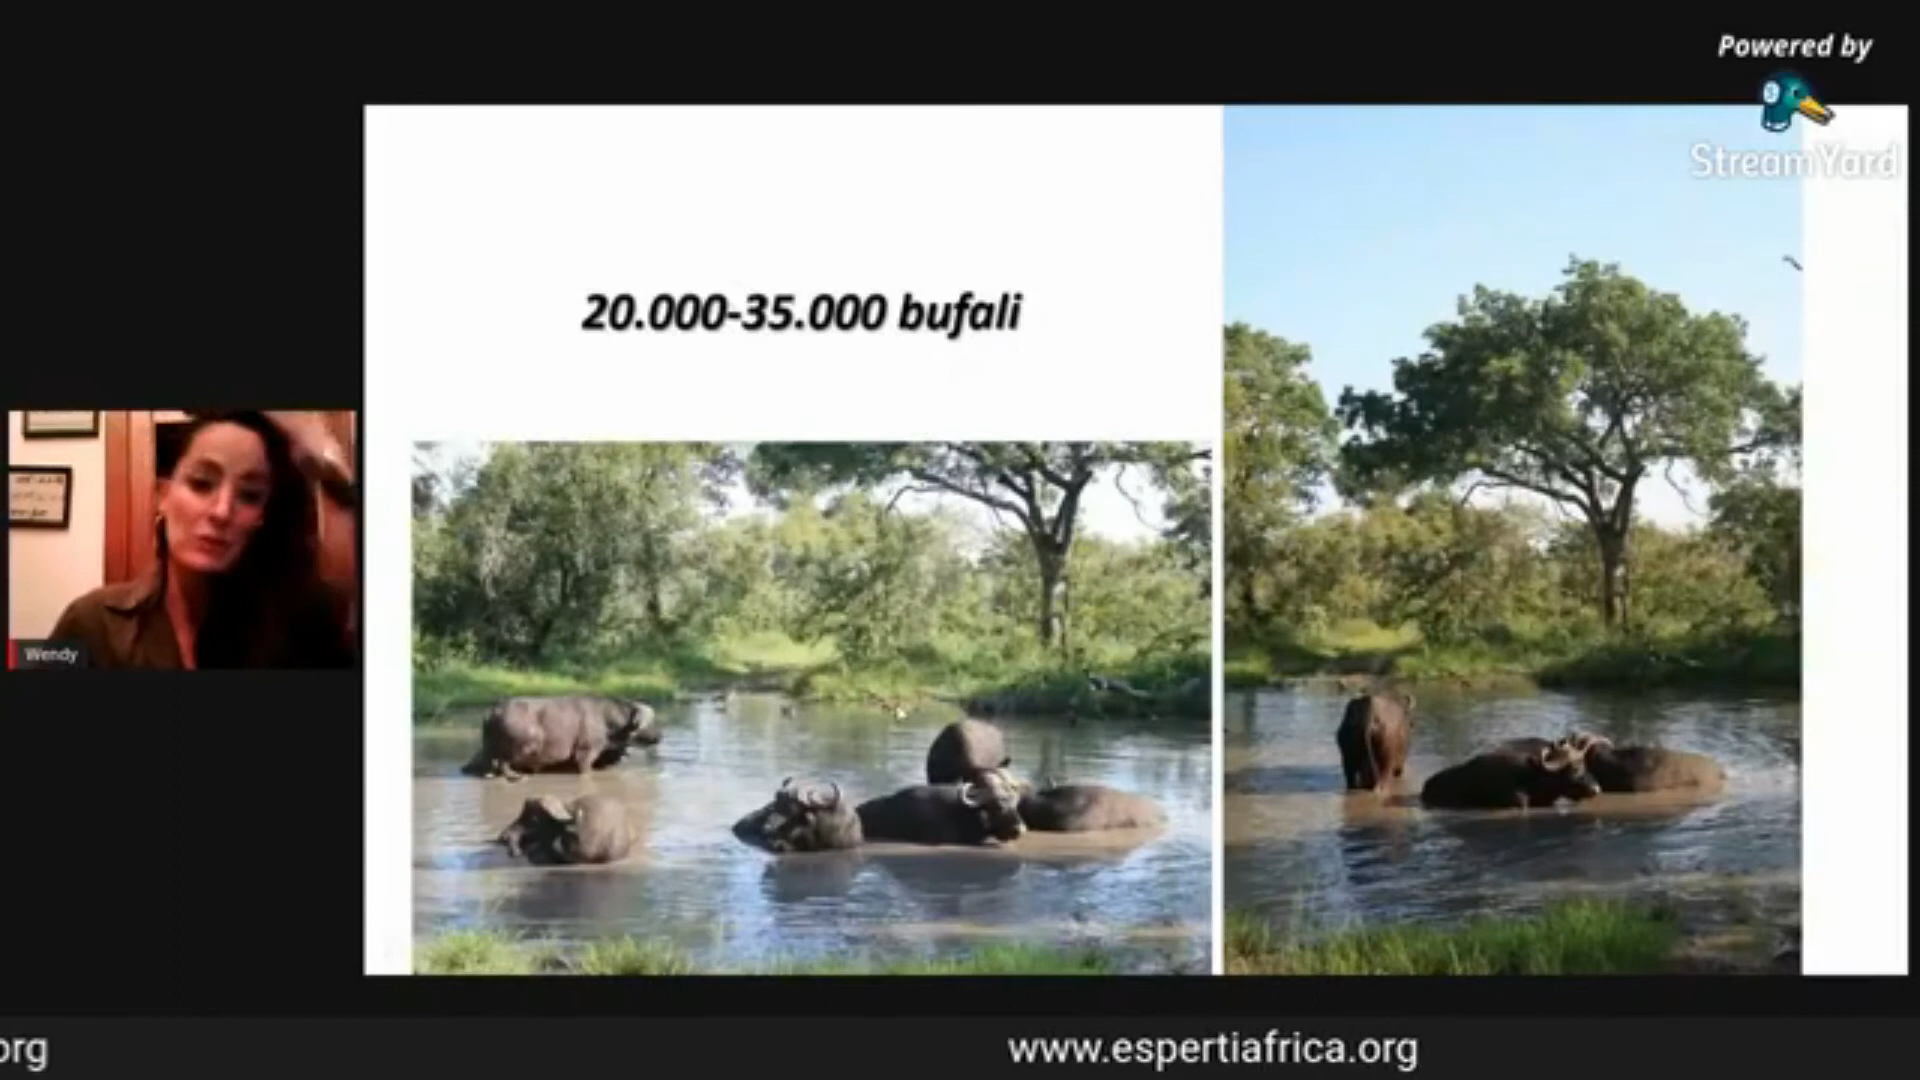 Powered by
StreamYard
20.000-35.000 bufali
Wendy
org
www.espertiafrica.org